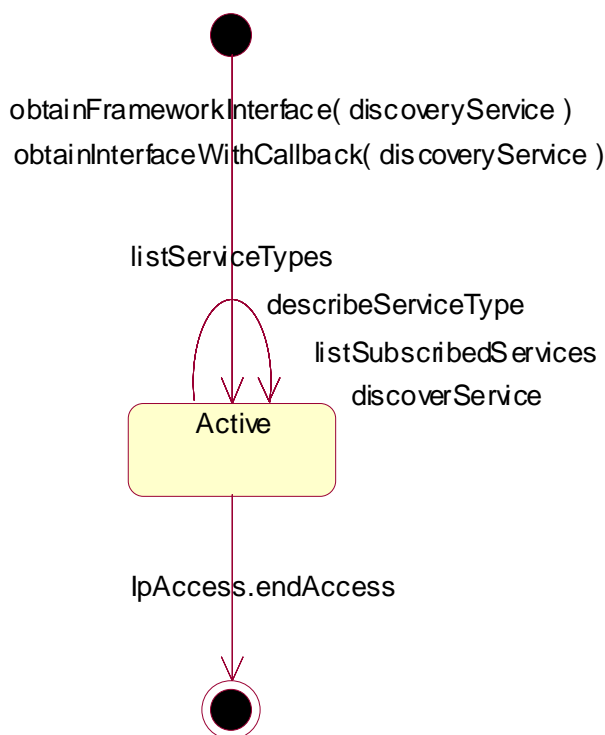 obtainFrameworkInterface( discoveryService )
obtainInterfaceWithCallback( discoveryService )
listServiceTypes
describeServiceType
listSubscribedServices
discoverService
Active
IpAccess.endAccess